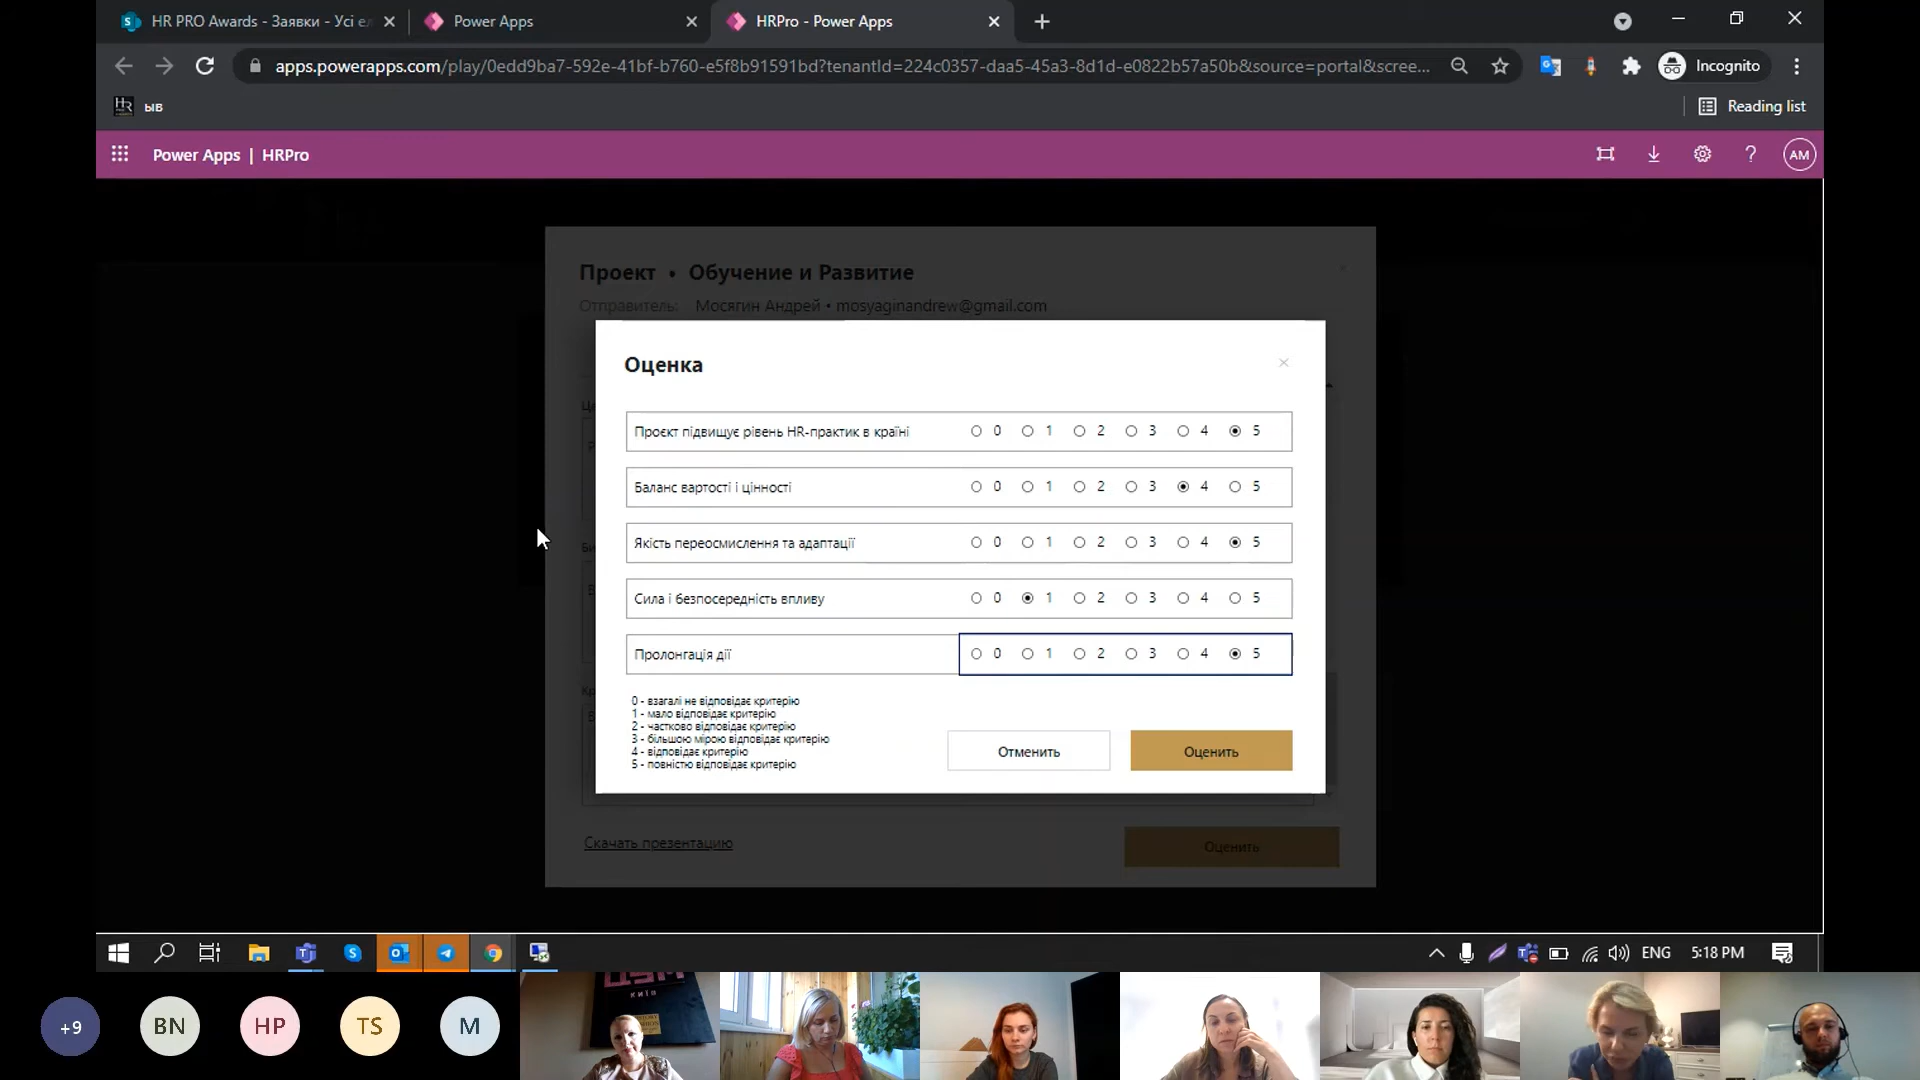 HR PRO Awards - Заявки - Усі ел
Power Apps
HRPro - Power Apps
apps.powerapps.com/play/0edd9ba7-592e-41bf-b760-e5f8b91591bd?tenantId=224c0357-daa5-45a3-8d1d-e0822b57a50b&source=portal&scree...
Incognito
HR
ыв
Reading list
Power Apps | HRPro
AM
Проект • Обучение и Развитие
Отправитель: Мосягин Андрей • mosyaginandrew@gmail.com
Оценка
Проєкт підвищує рівень HR-практик в країні 0 1 2 3 4 5
Баланс вартості і цінності 0 1 2 3 4 5
Якість переосмислення та адаптації 0 1 2 3 4 5
Сила і безпосередність впливу 0 1 2 3 4 5
Пролонгація дії 0 1 2 3 4 5
0 - взагалі не відповідає критерію
1 - мало відповідає критерію
2 - частково відповідає критерію
3 - більшою мірою відповідає критерію
4 - відповідає критерію
5 - повністю відповідає критерію
Отменить
Оценить
Скачать презентацию
Оценить
ENG
5:18 PM
+9
BN
HP
TS
M
КИЇВ